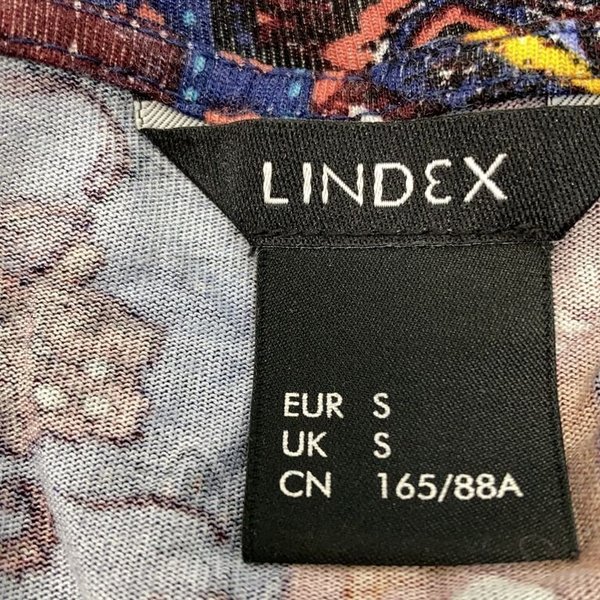 LINDEX
EUR S
UK S
CN 165/88A